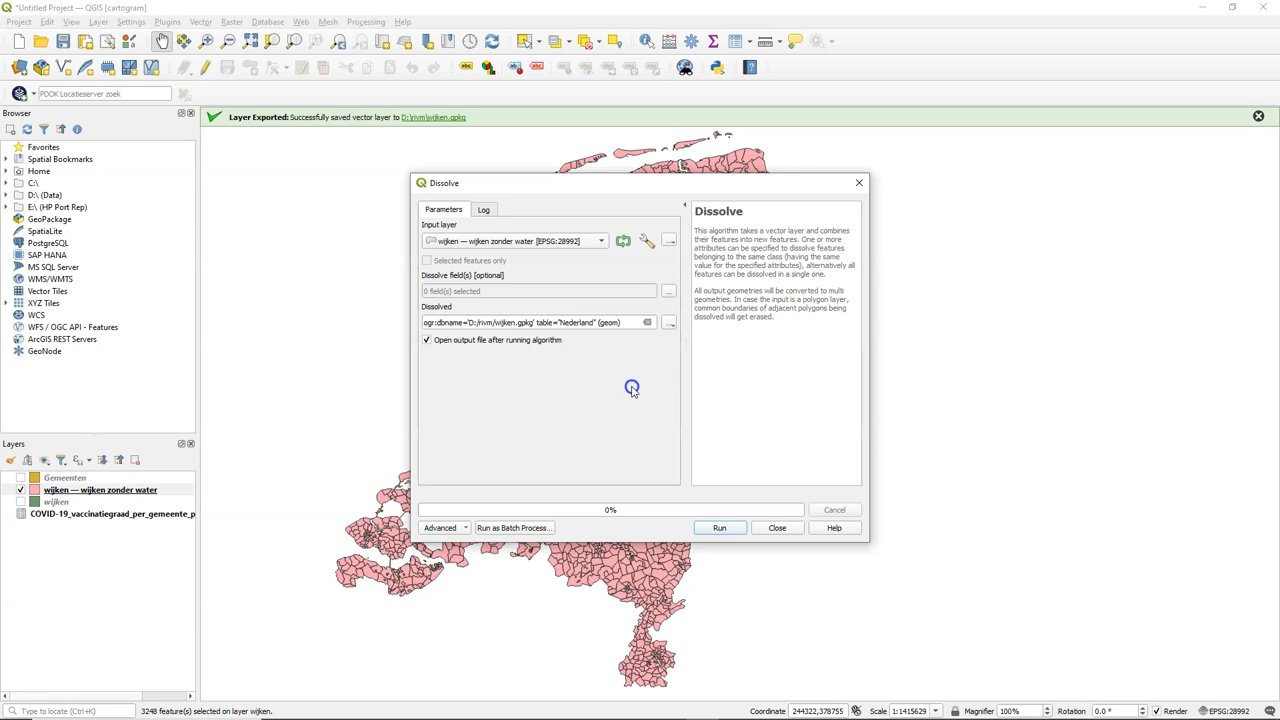 *Untitled Project — QGIS [cartogram]
Project Edit View Layer Settings Plugins Vector Raster Database Web Mesh Processing Help
PDOK Locatieserver zoek
Browser
Layer Exported: Successfully saved vector layer to D:\rivm\wijken.gpkg
Favorites
Spatial Bookmarks
Home
C:\
D:\ (Data)
E:\ (HP Port Rep)
GeoPackage
SpatiaLite
PostgreSQL
SAP HANA
MS SQL Server
WMS/WMTS
Vector Tiles
XYZ Tiles
WCS
WFS / OGC API - Features
ArcGIS REST Servers
GeoNode
Layers
Gemeenten
wijken — wijken zonder water
wijken
COVID-19_vaccinatiegraad_per_gemeente_p
Dissolve
Parameters Log
Input layer
wijken — wijken zonder water [EPSG:28992]
Selected features only
Dissolve field(s) [optional]
0 field(s) selected
Dissolved
ogr:dbname='D:/rivm/wijken.gpkg' table="Nederland" (geom)
Open output file after running algorithm
Dissolve
This algorithm takes a vector layer and combines
their features into new features. One or more
attributes can be specified to dissolve features
belonging to the same class (having the same
value for the specified attributes), alternatively all
features can be dissolved in a single one.
All output geometries will be converted to multi
geometries. In case the input is a polygon layer,
common boundaries of adjacent polygons being
dissolved will get erased.
0% Cancel
Advanced Run as Batch Process... Run Close Help
Type to locate (Ctrl+K) 3248 feature(s) selected on layer wijken. Coordinate 244322,378755 Scale 1:1415629 Magnifier 100% Rotation 0.0 ° Render EPSG:28992